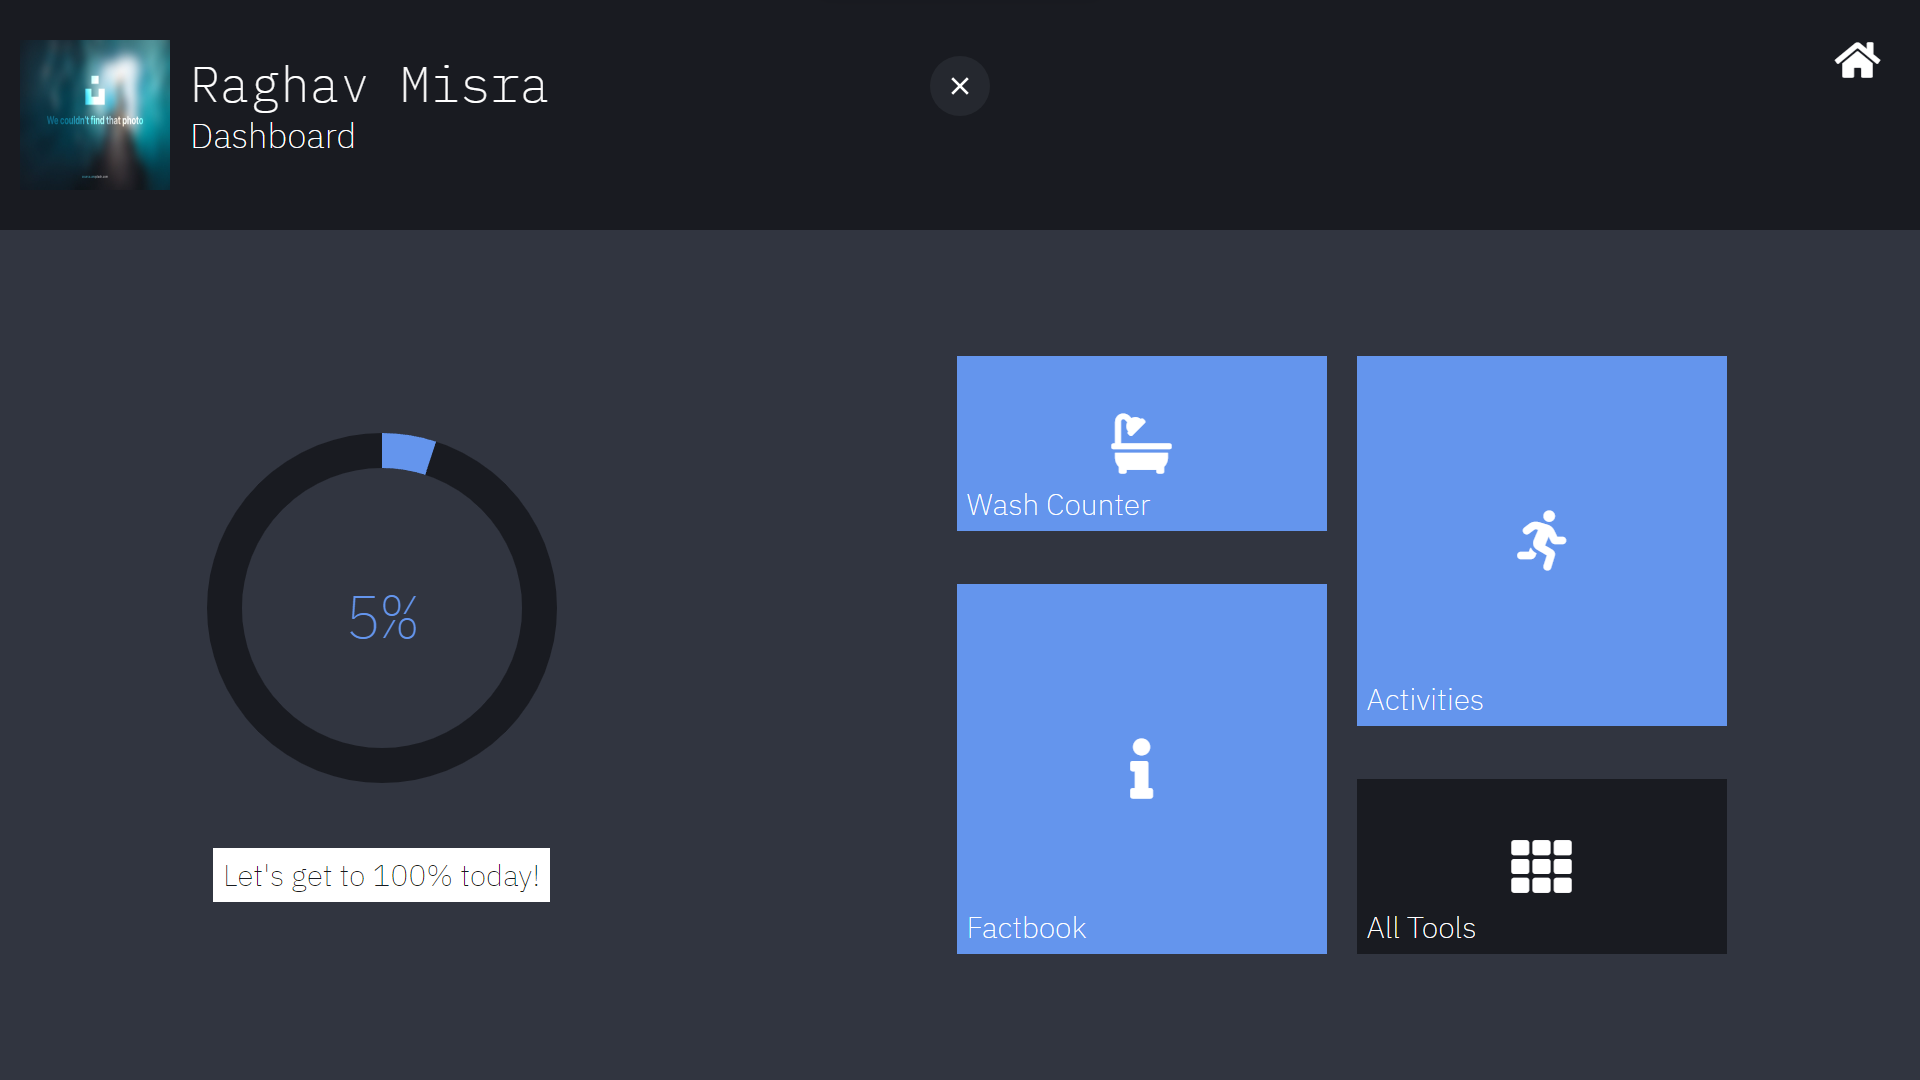 Raghav Misra
Dashboard
We couldn't find that photo
Wash Counter
Activities
5%
Let's get to 100% today!
Factbook
All Tools